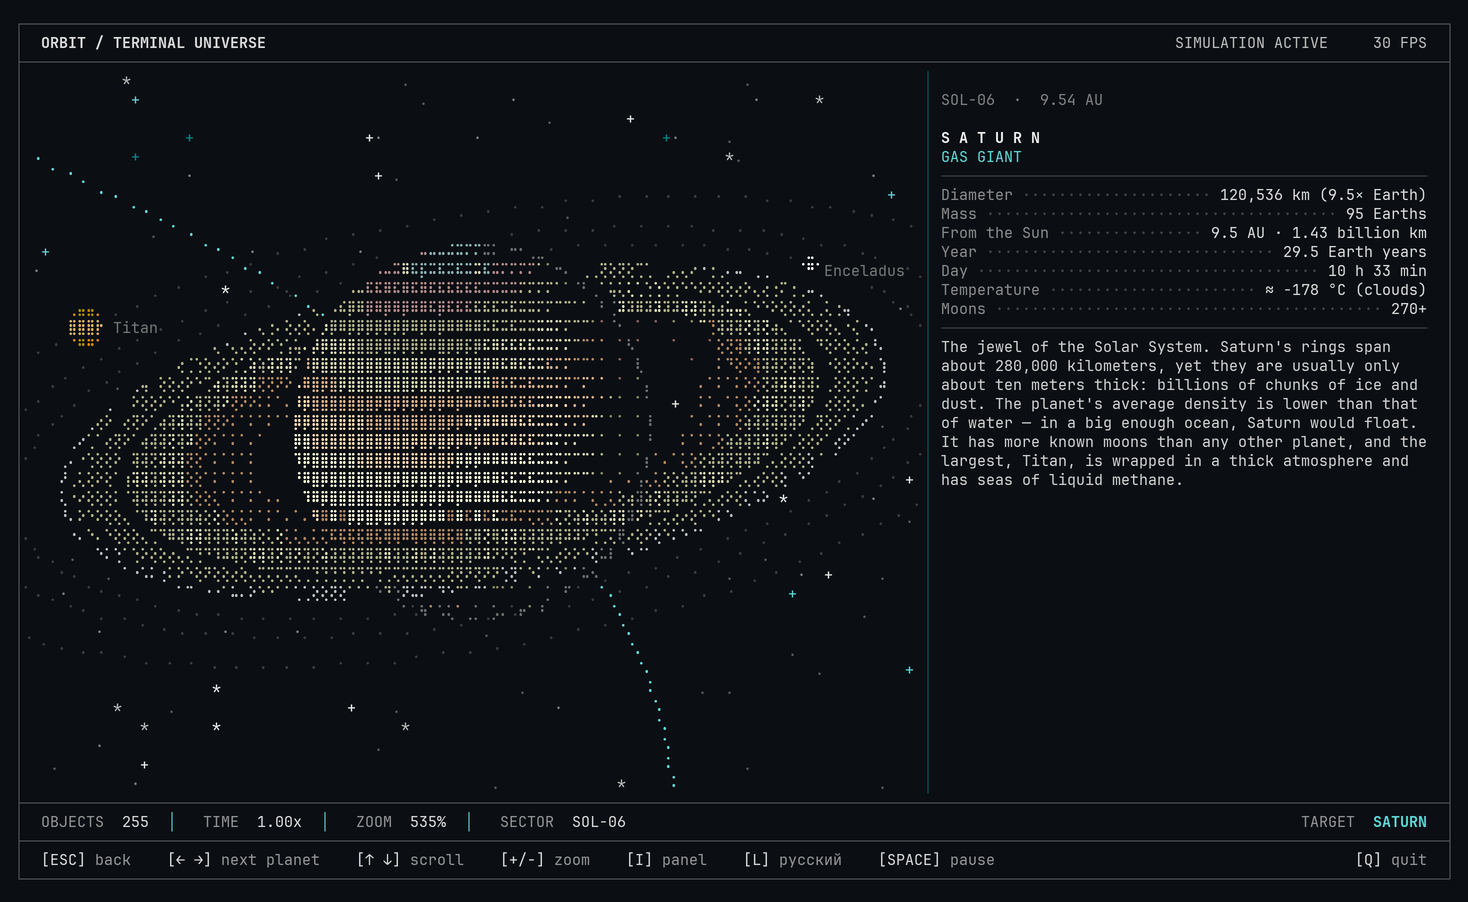 ORBIT / TERMINAL UNIVERSE SIMULATION ACTIVE 30 FPS
SOL-06 · 9.54 AU
SATURN
GAS GIANT
Diameter 120,536 km (9.5× Earth)
Mass 95 Earths
From the Sun 9.5 AU · 1.43 billion km
Year 29.5 Earth years
Day 10 h 33 min
Temperature ≈ -178 °C (clouds)
Moons 270+
The jewel of the Solar System. Saturn's rings span
about 280,000 kilometers, yet they are usually only
about ten meters thick: billions of chunks of ice and
dust. The planet's average density is lower than that
of water — in a big enough ocean, Saturn would float.
It has more known moons than any other planet, and the
largest, Titan, is wrapped in a thick atmosphere and
has seas of liquid methane.
Enceladus
Titan
OBJECTS 255 TIME 1.00x ZOOM 535% SECTOR SOL-06 TARGET SATURN
[ESC] back [← →] next planet [↑ ↓] scroll [+/-] zoom [I] panel [L] русский [SPACE] pause [Q] quit